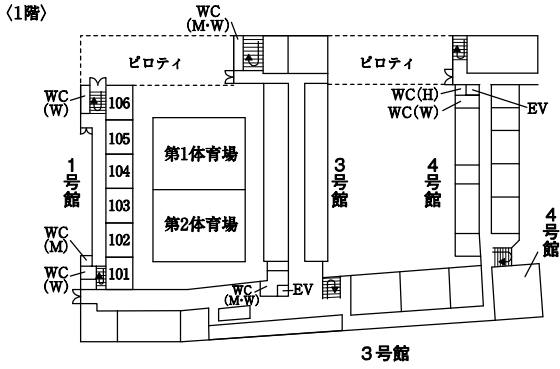 〈1階〉
WC
(M・W)
ピロティ
ピロティ
WC
(W)
106
WC(H)
WC(W)
EV
105
104
103
102
101
第1体育場
第2体育場
1号館
3号館
4号館
4号館
WC
(M)
WC
(W)
WC
(M・W)
EV
3号館